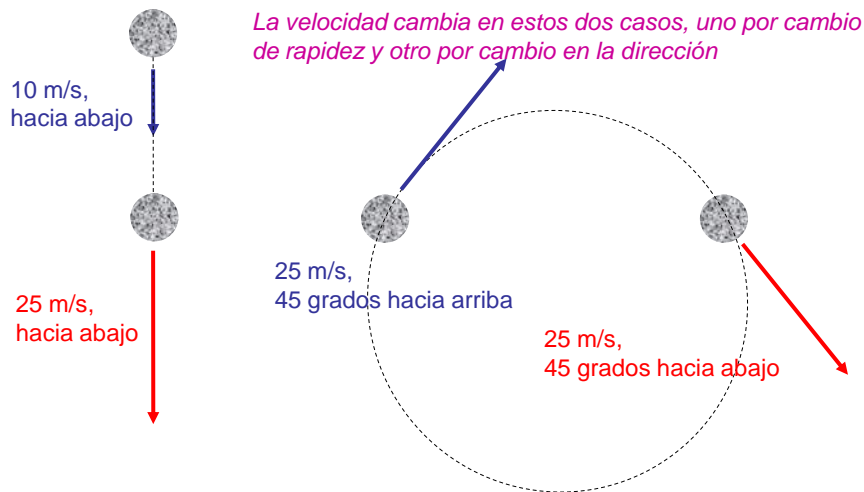 La velocidad cambia en estos dos casos, uno por cambio
de rapidez y otro por cambio en la dirección
10 m/s,
hacia abajo
25 m/s,
hacia abajo
25 m/s,
45 grados hacia arriba
25 m/s,
45 grados hacia abajo